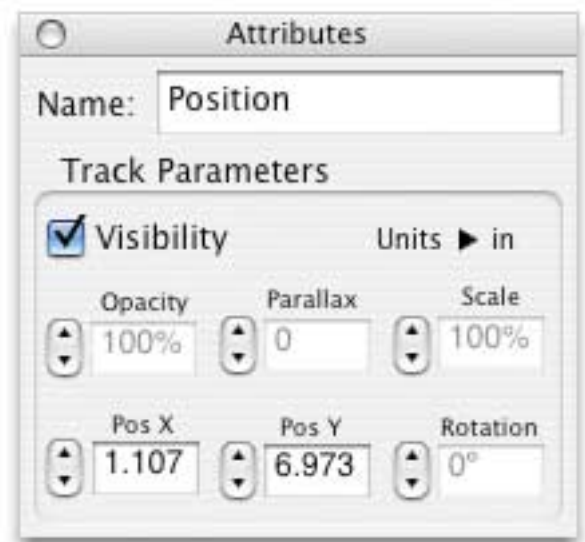 Attributes
Name: Position
Track Parameters
Visibility Units ▶ in
Opacity Parallax Scale
100% 0 100%
Pos X Pos Y Rotation
1.107 6.973 0°